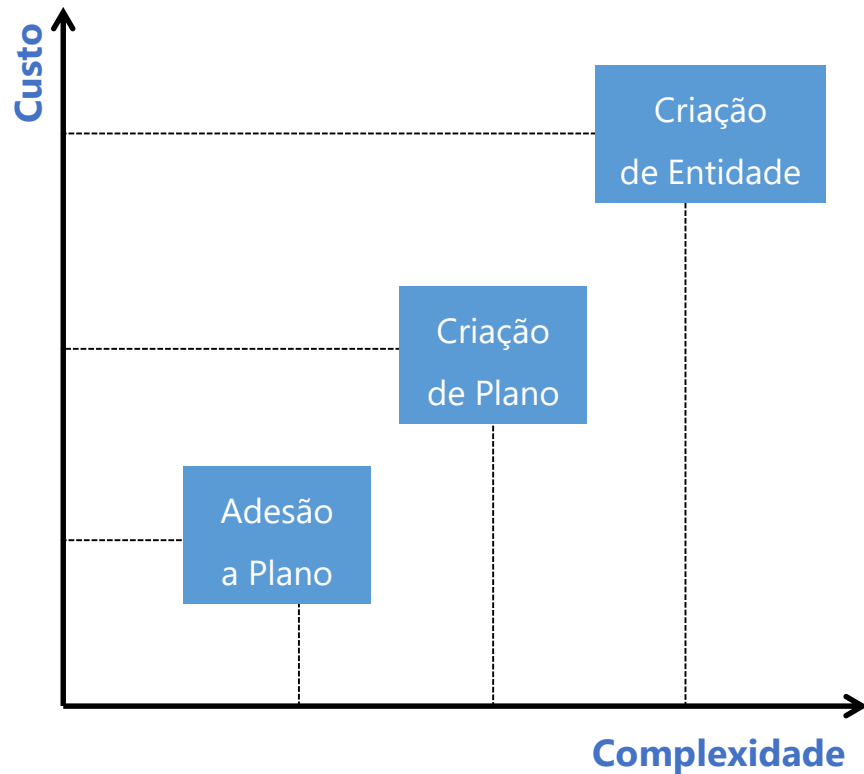 Custo
Criação
de Entidade
Criação
de Plano
Adesão
a Plano
Complexidade